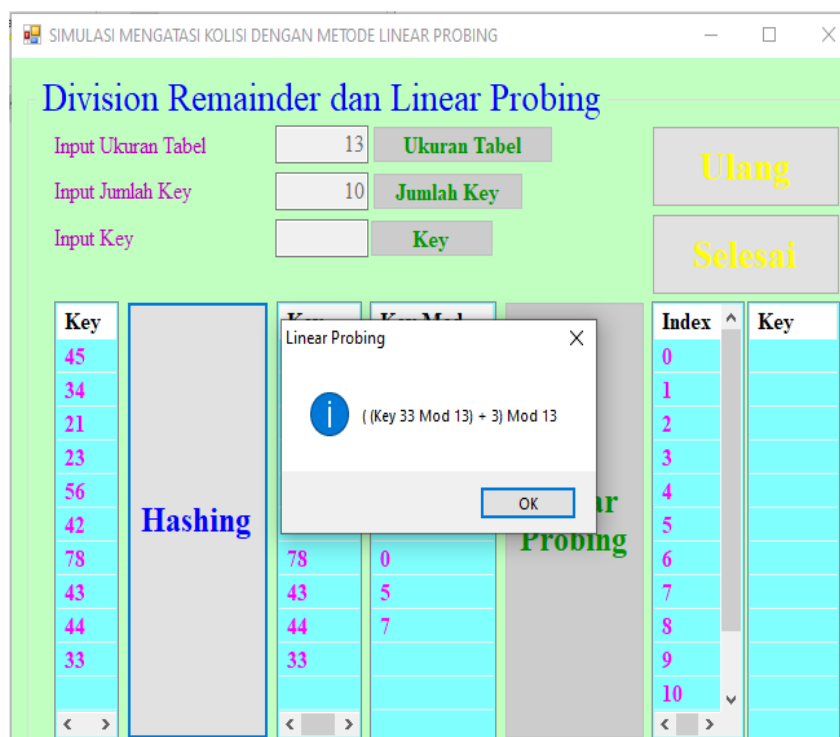 SIMULASI MENGATASI KOLISI DENGAN METODE LINEAR PROBING
Division Remainder dan Linear Probing
Input Ukuran Tabel 13 Ukuran Tabel
Ulang
Input Jumlah Key 10 Jumlah Key
Input Key Key
Selesai
Key Index Key
Linear Probing
45 0
34 1
( (Key 33 Mod 13) + 3) Mod 13
21 2
23 3
56 4
OK
42 5
Hashing
Probing
78 78 0 6
43 43 5 7
44 44 7 8
33 33 9
10